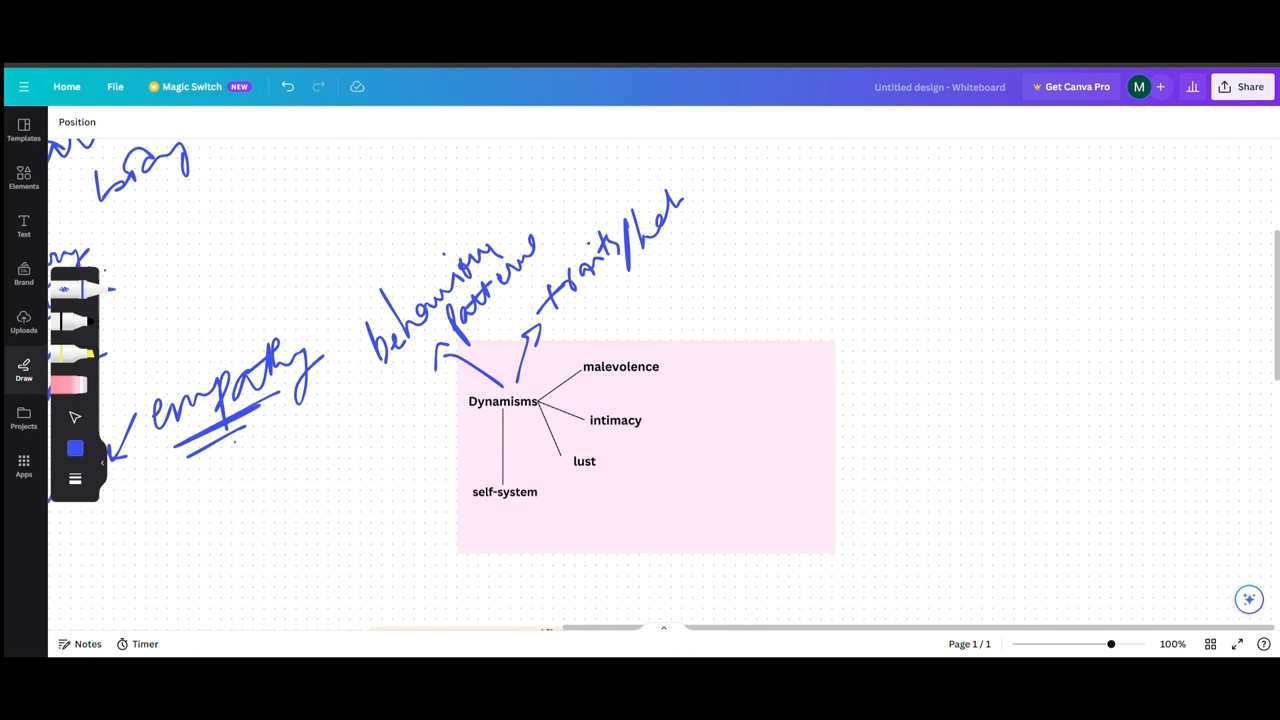 Home File Magic Switch NEW Untitled design - Whiteboard Get Canva Pro M + Share
Templates
Position
Elements
Text
Brand
Uploads
Draw
Projects
Apps
behaviour
patterns
traits/
empathy
malevolence
Dynamisms
intimacy
lust
self-system
Notes Timer Page 1 / 1 100%